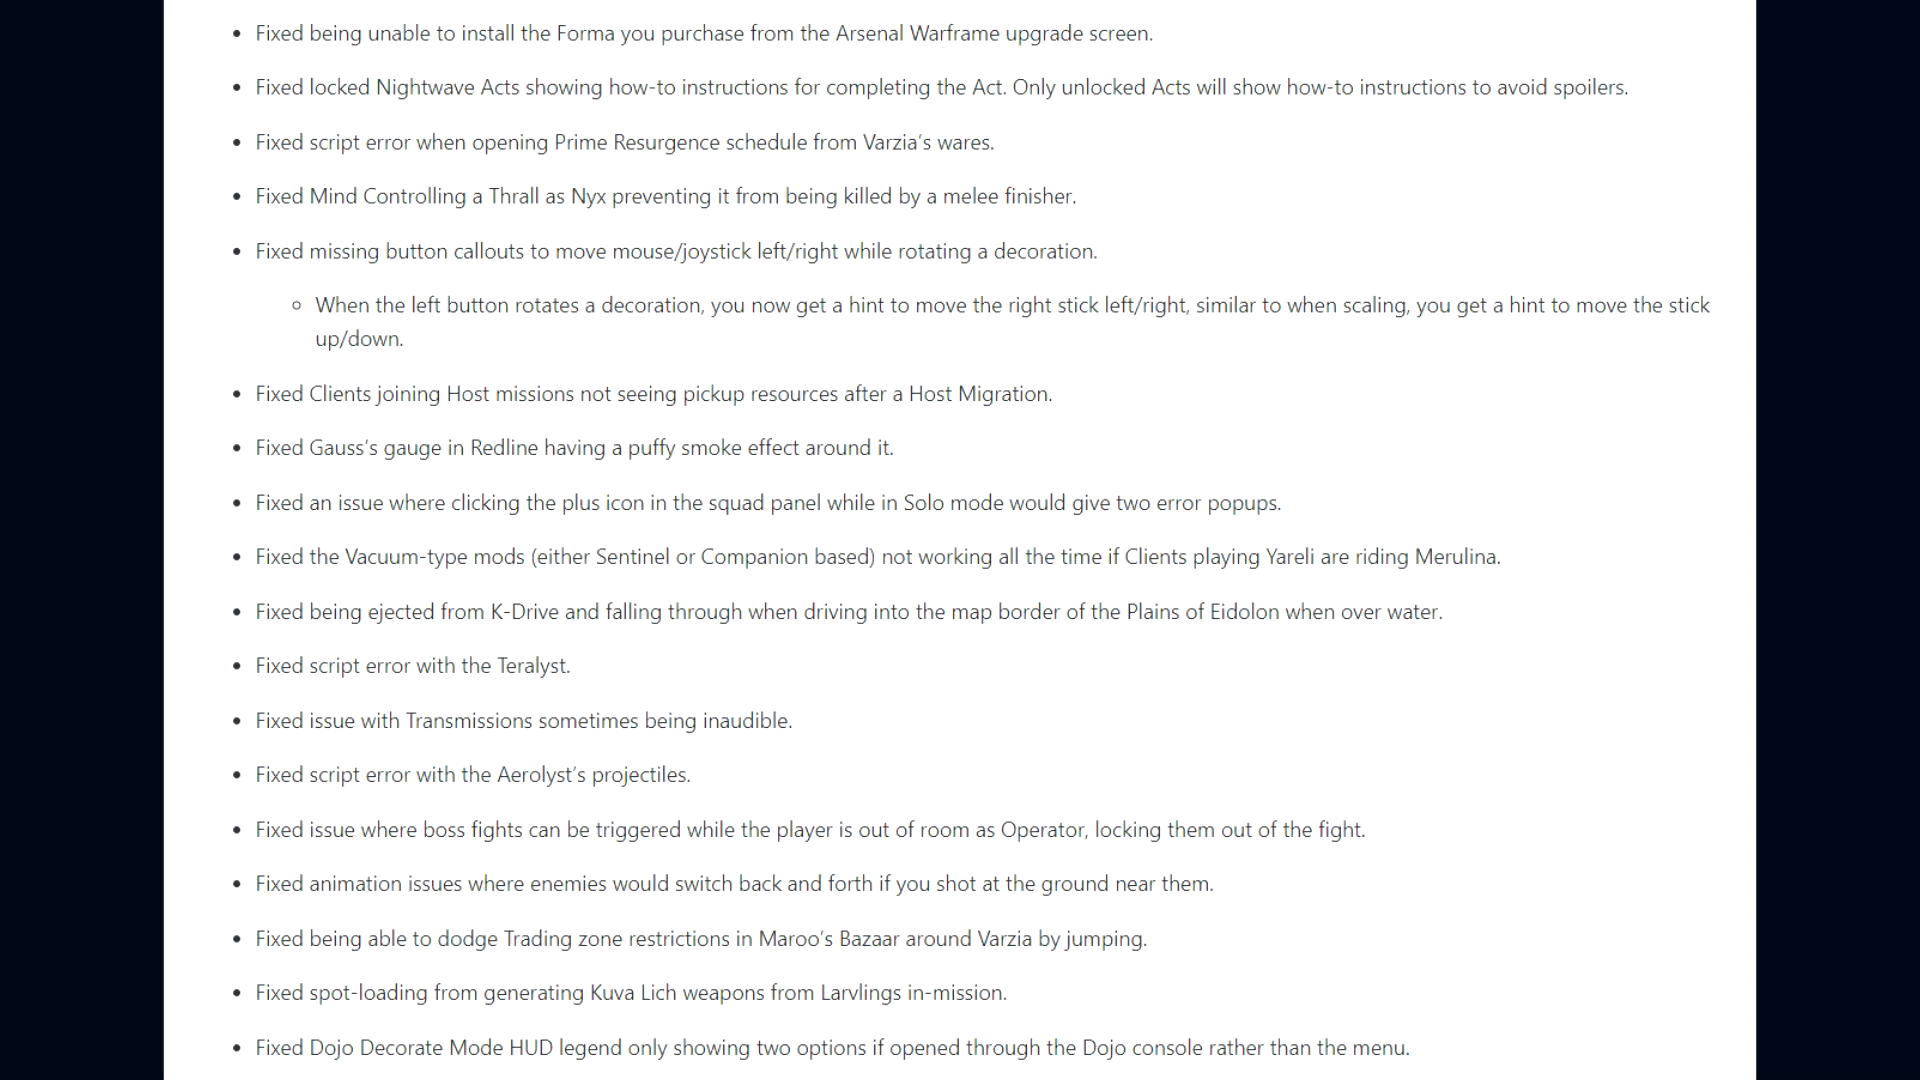 • Fixed being unable to install the Forma you purchase from the Arsenal Warframe upgrade screen.
• Fixed locked Nightwave Acts showing how-to instructions for completing the Act. Only unlocked Acts will show how-to instructions to avoid spoilers.
• Fixed script error when opening Prime Resurgence schedule from Varzia's wares.
• Fixed Mind Controlling a Thrall as Nyx preventing it from being killed by a melee finisher.
• Fixed missing button callouts to move mouse/joystick left/right while rotating a decoration.
◦ When the left button rotates a decoration, you now get a hint to move the right stick left/right, similar to when scaling, you get a hint to move the stick
up/down.
• Fixed Clients joining Host missions not seeing pickup resources after a Host Migration.
• Fixed Gauss's gauge in Redline having a puffy smoke effect around it.
• Fixed an issue where clicking the plus icon in the squad panel while in Solo mode would give two error popups.
• Fixed the Vacuum-type mods (either Sentinel or Companion based) not working all the time if Clients playing Yareli are riding Merulina.
• Fixed being ejected from K-Drive and falling through when driving into the map border of the Plains of Eidolon when over water.
• Fixed script error with the Teralyst.
• Fixed issue with Transmissions sometimes being inaudible.
• Fixed script error with the Aerolyst's projectiles.
• Fixed issue where boss fights can be triggered while the player is out of room as Operator, locking them out of the fight.
• Fixed animation issues where enemies would switch back and forth if you shot at the ground near them.
• Fixed being able to dodge Trading zone restrictions in Maroo's Bazaar around Varzia by jumping.
• Fixed spot-loading from generating Kuva Lich weapons from Larvlings in-mission.
• Fixed Dojo Decorate Mode HUD legend only showing two options if opened through the Dojo console rather than the menu.